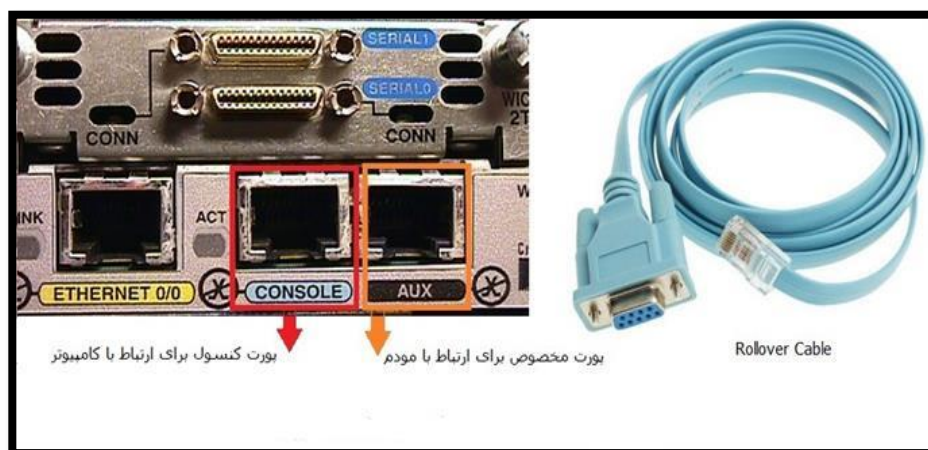 SERIAL1
SERIAL0
CONN
CONN
WIC
2T
INK
ACT
W
ETHERNET 0/0
CONSOLE
AUX
پورت کنسول برای ارتباط با کامپیوتر
پورت مخصوص برای ارتباط با مودم
Rollover Cable